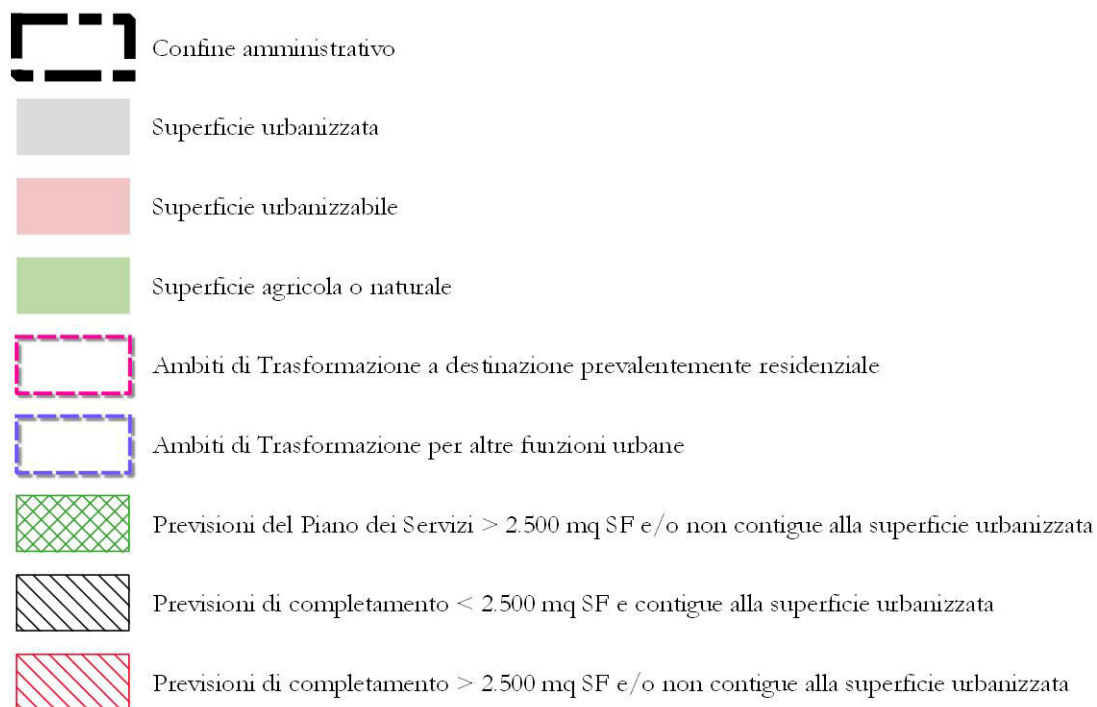 Confine amministrativo
Superficie urbanizzata
Superficie urbanizzabile
Superficie agricola o naturale
Ambiti di Trasformazione a destinazione prevalentemente residenziale
Ambiti di Trasformazione per altre funzioni urbane
Previsioni del Piano dei Servizi > 2.500 mq SF e/o non contigue alla superficie urbanizzata
Previsioni di completamento < 2.500 mq SF e contigue alla superficie urbanizzata
Previsioni di completamento > 2.500 mq SF e/o non contigue alla superficie urbanizzata